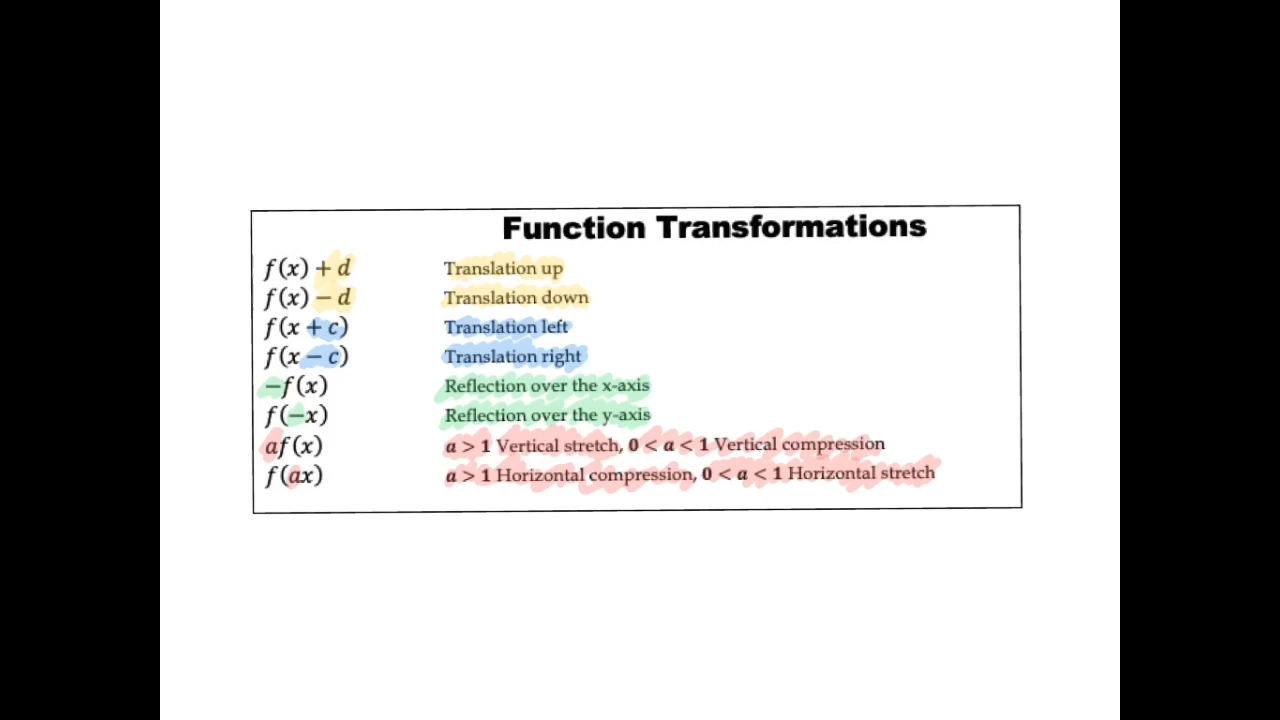 Function Transformations
f(x) + d Translation up
f(x) − d Translation down
f(x + c) Translation left
f(x − c) Translation right
−f(x) Reflection over the x-axis
f(−x) Reflection over the y-axis
af(x) a > 1 Vertical stretch, 0 < a < 1 Vertical compression
f(ax) a > 1 Horizontal compression, 0 < a < 1 Horizontal stretch